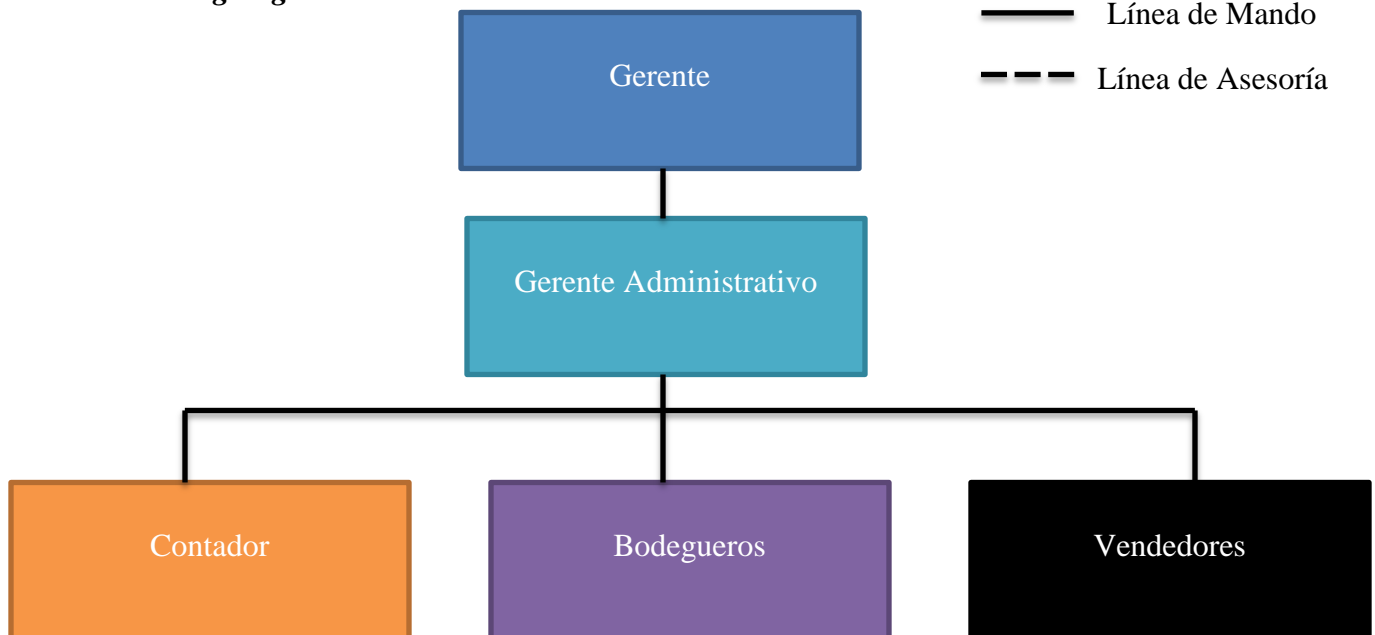 Línea de Mando
Gerente
Línea de Asesoría
Gerente Administrativo
Contador
Bodegueros
Vendedores